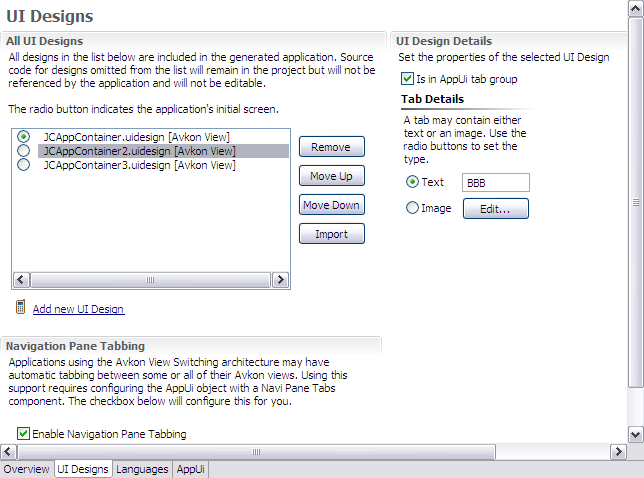 UI Designs
All UI Designs
All designs in the list below are included in the generated application. Source
code for designs omitted from the list will remain in the project but will not be
referenced by the application and will not be editable.
The radio button indicates the application's initial screen.
JCAppContainer.uidesign [Avkon View]
JCAppContainer2.uidesign [Avkon View]
JCAppContainer3.uidesign [Avkon View]
Remove
Move Up
Move Down
Import
Add new UI Design
UI Design Details
Set the properties of the selected UI Design
Is in AppUi tab group
Tab Details
A tab may contain either
text or an image. Use the
radio buttons to set the
type.
Text
BBB
Image
Edit...
Navigation Pane Tabbing
Applications using the Avkon View Switching architecture may have
automatic tabbing between some or all of their Avkon views. Using this
support requires configuring the AppUi object with a Navi Pane Tabs
component. The checkbox below will configure this for you.
Enable Navigation Pane Tabbing
Overview
UI Designs
Languages
AppUi